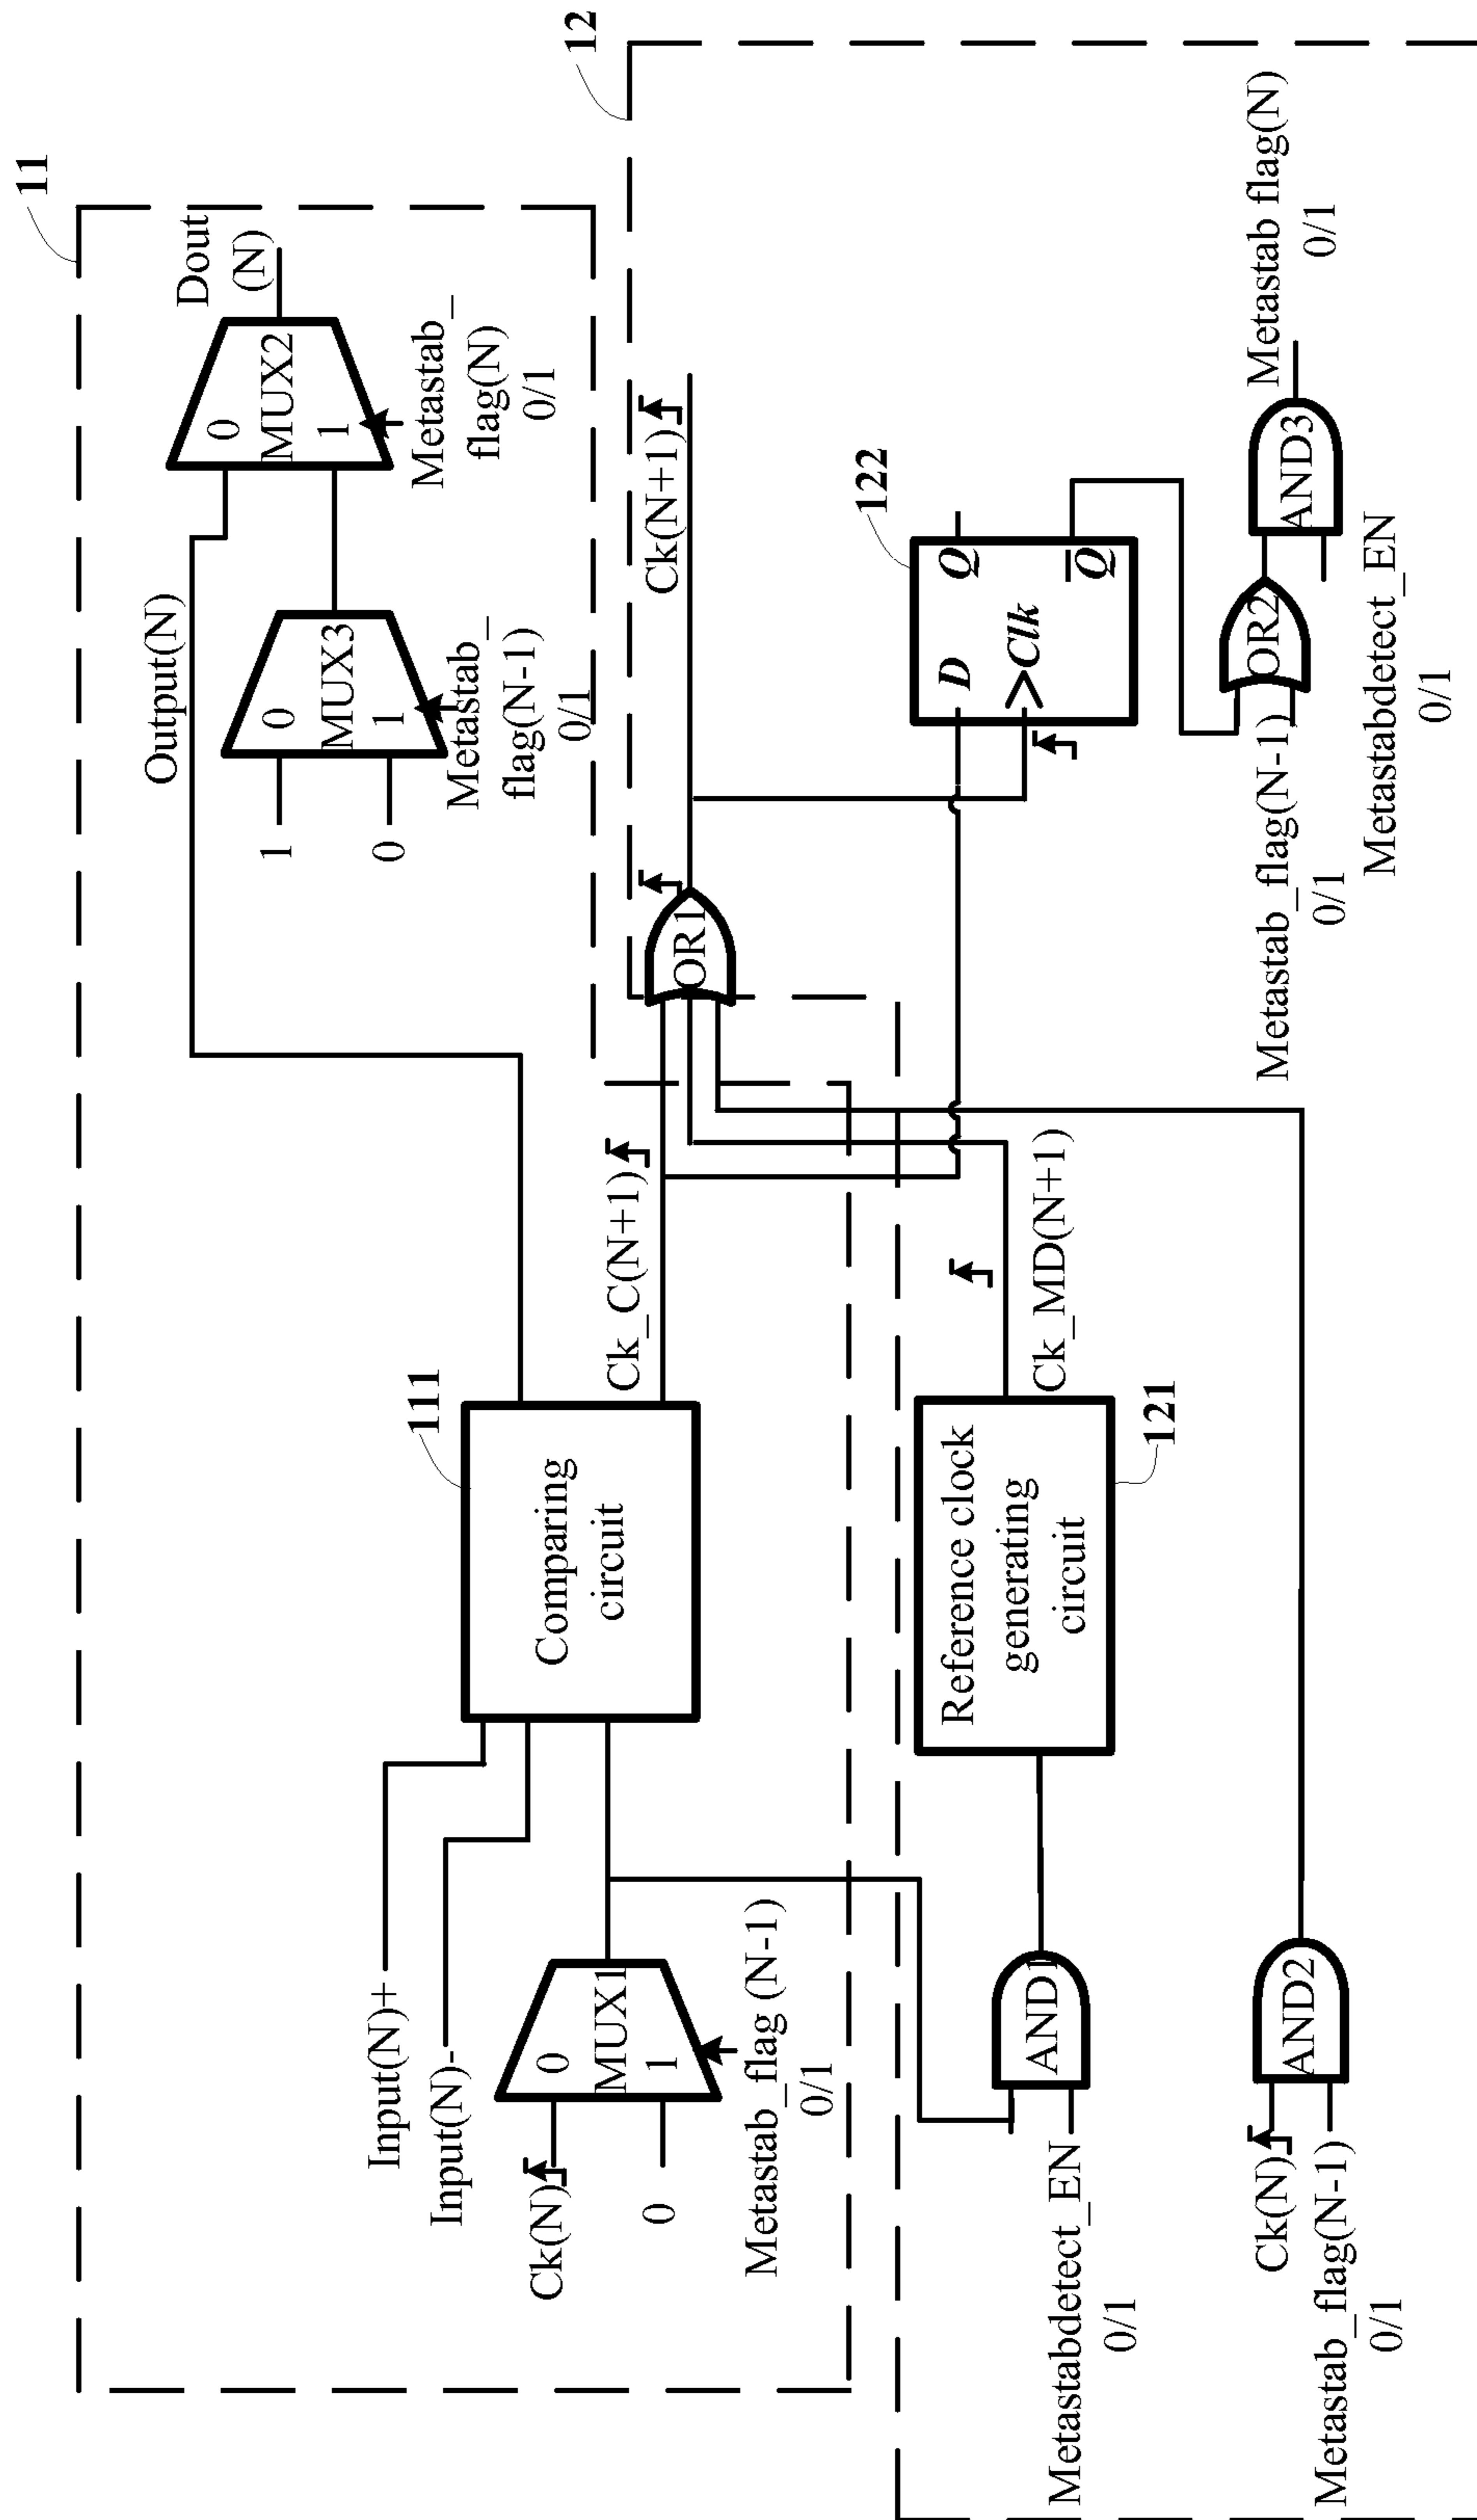 11
12
Output(N)
Dout
(N)
0
MUX2
1
Metastab_
flag(N)
0/1
1
0
0
MUX3
1
Metastab_
flag(N-1)
0/1
Input(N)+
Input(N)-
Ck(N)
0
0
MUX1
1
Metastab_flag (N-1)
0/1
111
Comparing
circuit
Ck_C(N+1)
OR1
Ck(N+1)
Metastabdetect_EN
0/1
AND1
Reference clock
generating
circuit
121
Ck_MD(N+1)
122
D
>Clk
Q
Q
Ck(N)
Metastab_flag(N-1)
0/1
AND2
Metastab_flag(N-1)
0/1
OR2
Metastabdetect_EN
0/1
AND3
Metastab flag(N)
0/1